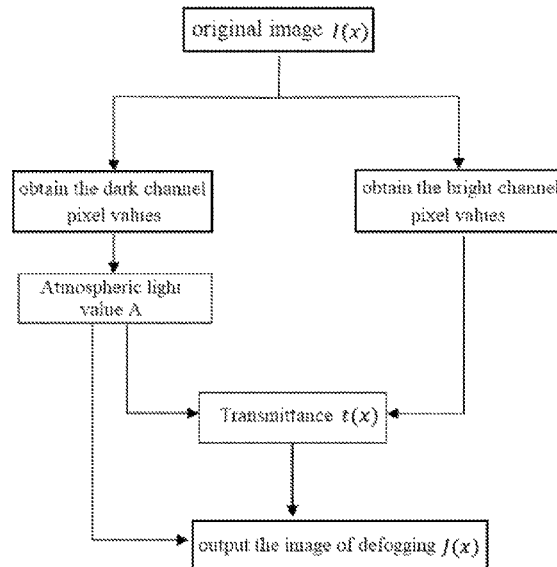 original image I(x)
obtain the dark channel
pixel values
obtain the bright channel
pixel values
Atmospheric light
value A
Transmittance t(x)
output the image of defogging J(x)